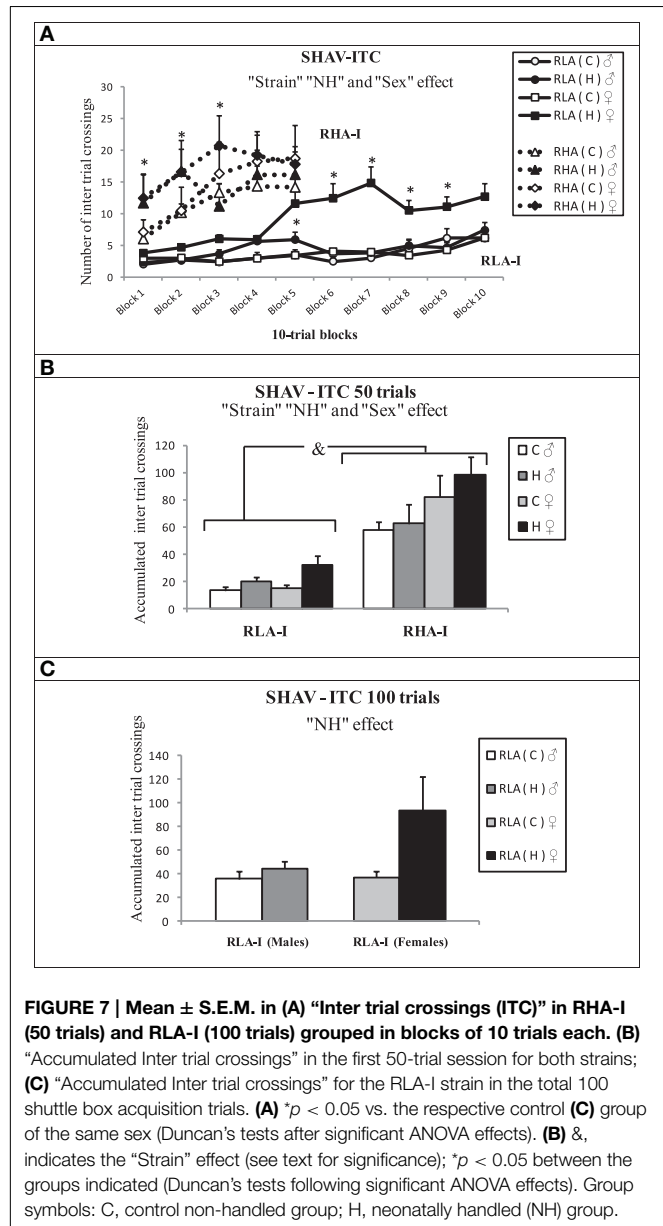 A
SHAV-ITC
"Strain" "NH" and "Sex" effect
Number of inter trial crossings
30
25
20
15
10
5
0
*
*
*
RHA-I
*
*
*
*
*
*
RLA-I
Block 1
Block 2
Block 3
Block 4
Block 5
Block 6
Block 7
Block 8
Block 9
Block 10
10-trial blocks
RLA ( C ) ♂
RLA ( H ) ♂
RLA ( C ) ♀
RLA ( H ) ♀
RHA ( C ) ♂
RHA ( H ) ♂
RHA ( C ) ♀
RHA ( H ) ♀
B
SHAV - ITC 50 trials
"Strain" "NH" and "Sex" effect
Accumulated inter trial crossings
120
100
80
60
40
20
0
&
RLA-I
RHA-I
C ♂
H ♂
C ♀
H ♀
C
SHAV - ITC 100 trials
"NH" effect
Accumulated inter trial crossings
140
120
100
80
60
40
20
0
RLA-I (Males)
RLA-I (Females)
RLA ( C ) ♂
RLA ( H ) ♂
RLA ( C ) ♀
RLA ( H ) ♀
FIGURE 7 | Mean ± S.E.M. in (A) “Inter trial crossings (ITC)” in RHA-I
(50 trials) and RLA-I (100 trials) grouped in blocks of 10 trials each. (B)
“Accumulated Inter trial crossings” in the first 50-trial session for both strains;
(C) “Accumulated Inter trial crossings” for the RLA-I strain in the total 100
shuttle box acquisition trials. (A) *p < 0.05 vs. the respective control (C) group
of the same sex (Duncan’s tests after significant ANOVA effects). (B) &,
indicates the “Strain” effect (see text for significance); *p < 0.05 between the
groups indicated (Duncan’s tests following significant ANOVA effects). Group
symbols: C, control non-handled group; H, neonatally handled (NH) group.